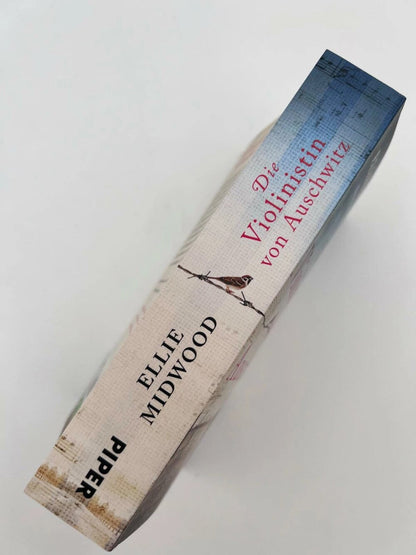 Die
Violinistin
von Auschwitz
ELLIE
MIDWOOD
PIPER